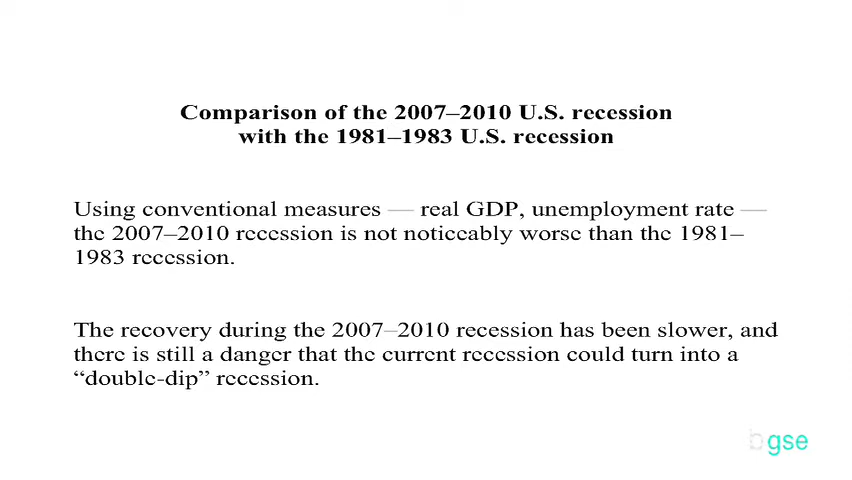 Comparison of the 2007–2010 U.S. recession
with the 1981–1983 U.S. recession
Using conventional measures — real GDP, unemployment rate —
the 2007–2010 recession is not noticeably worse than the 1981–
1983 recession.
The recovery during the 2007–2010 recession has been slower, and
there is still a danger that the current recession could turn into a
“double-dip” recession.
bgse